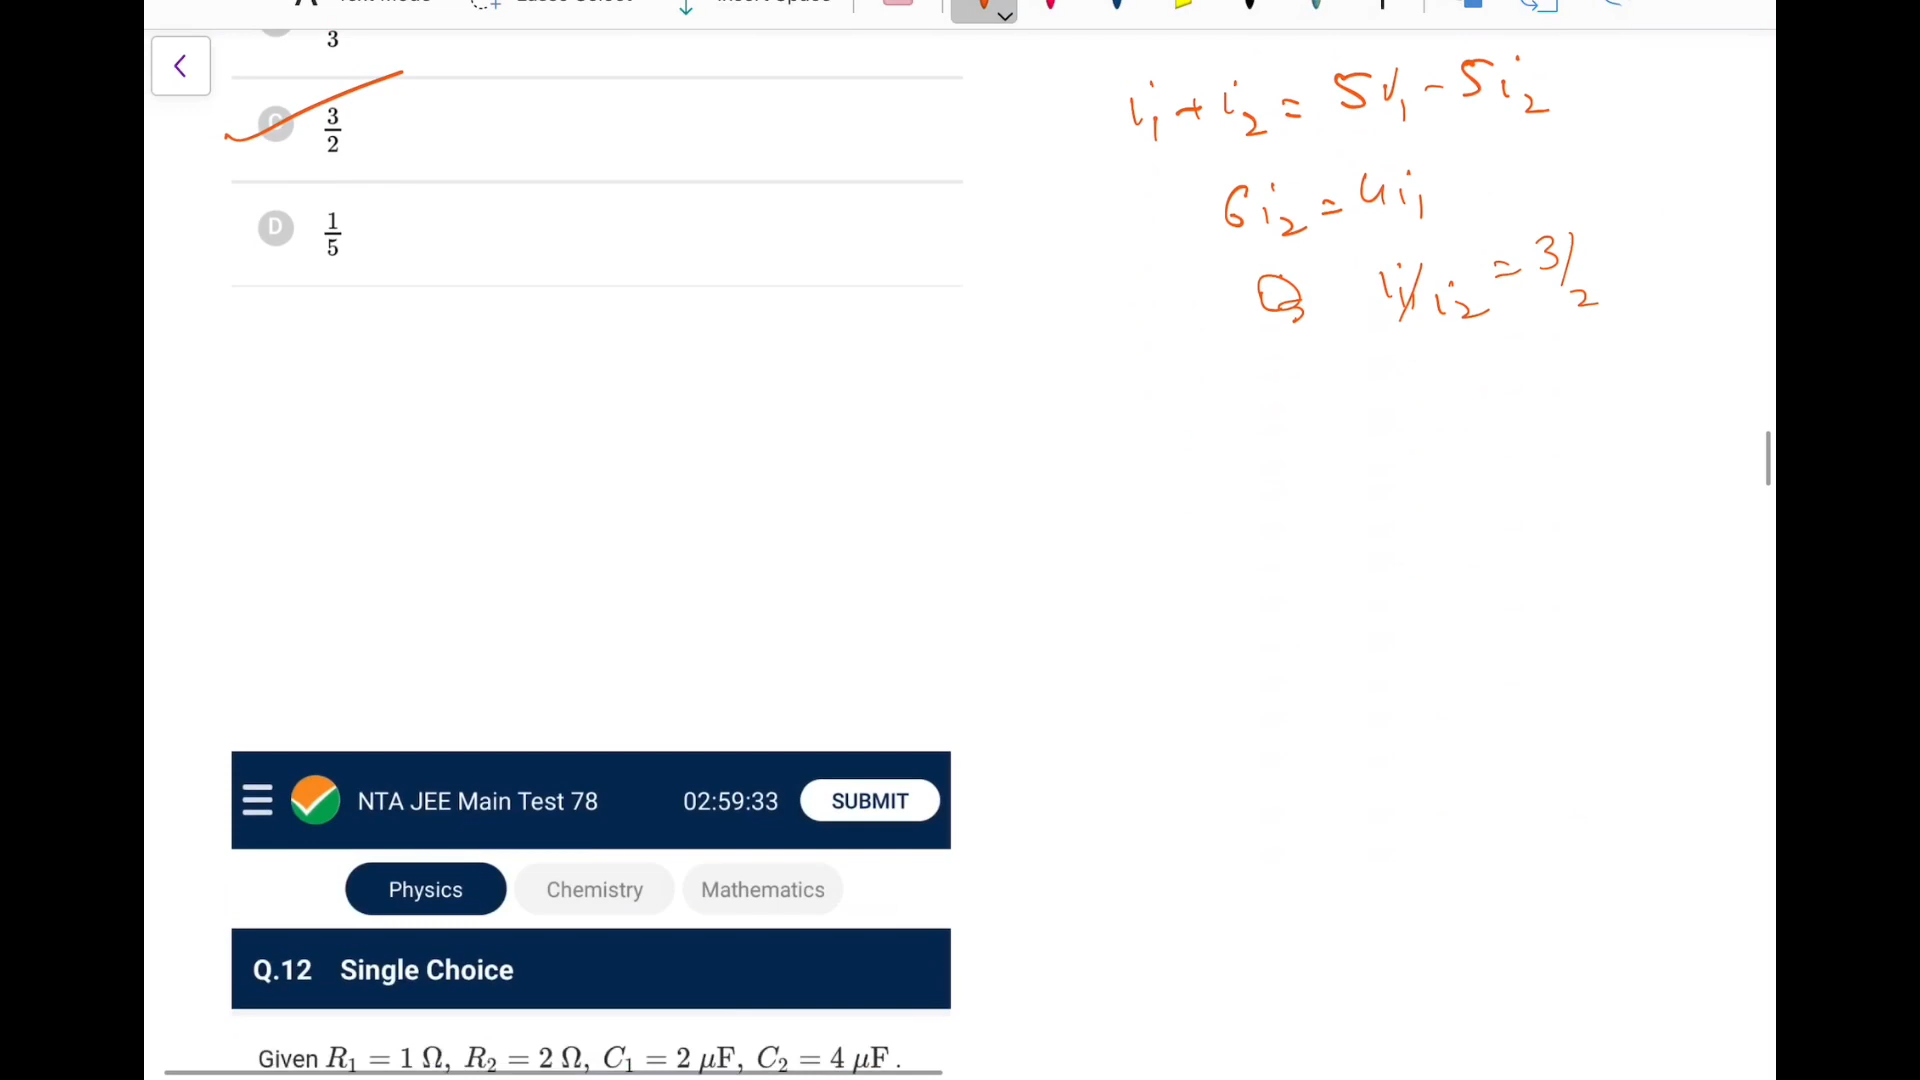 3
3/2
D 1/5
i₁ + i₂ = 5i₁ - 5i₂
6i₂ = 4i₁
i₁/i₂ = 3/2
NTA JEE Main Test 78 02:59:33 SUBMIT
Physics Chemistry Mathematics
Q.12 Single Choice
Given R₁ = 1 Ω, R₂ = 2 Ω, C₁ = 2 μF, C₂ = 4 μF .